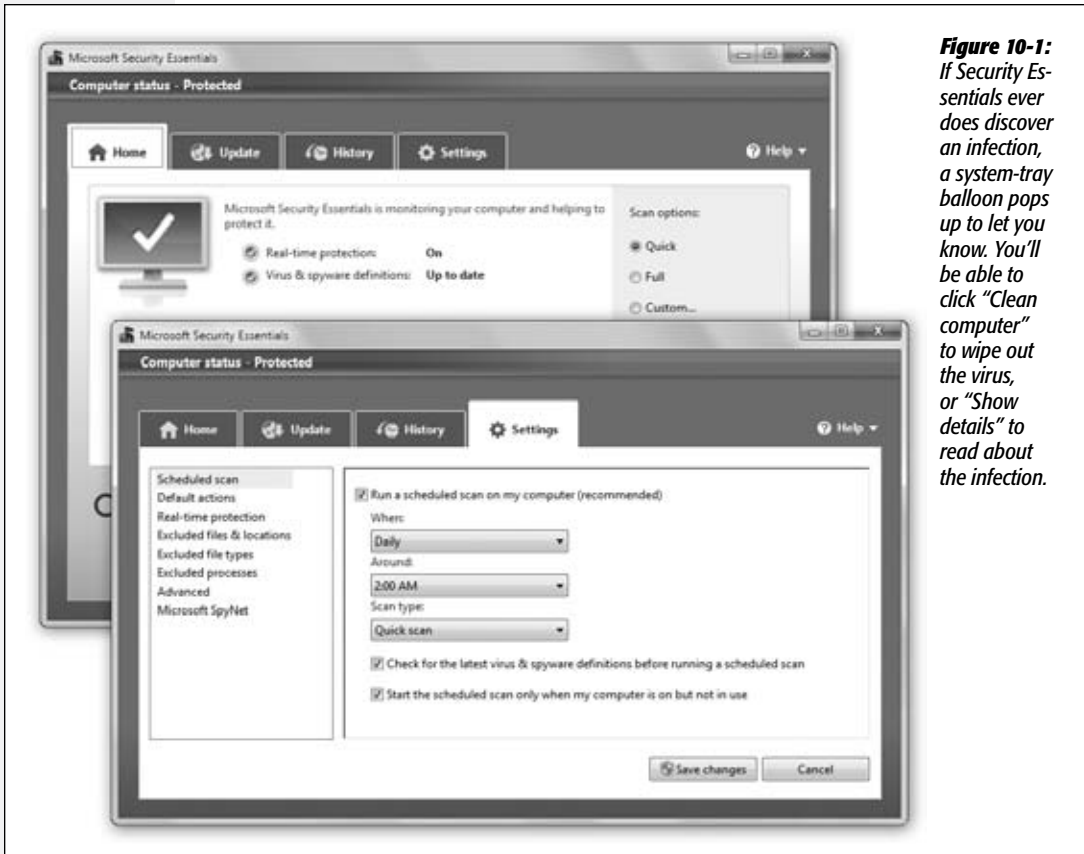 Microsoft Security Essentials
Computer status - Protected
Home
Update
History
Settings
Help
Microsoft Security Essentials is monitoring your computer and helping to
protect it.
Real-time protection: On
Virus & spyware definitions: Up to date
Scan options:
Quick
Full
Custom...
Microsoft Security Essentials
Computer status - Protected
Home
Update
History
Settings
Help
Scheduled scan
Default actions
Real-time protection
Excluded files & locations
Excluded file types
Excluded processes
Advanced
Microsoft SpyNet
Run a scheduled scan on my computer (recommended)
When:
Daily
Around:
2:00 AM
Scan type:
Quick scan
Check for the latest virus & spyware definitions before running a scheduled scan
Start the scheduled scan only when my computer is on but not in use
Save changes
Cancel
Figure 10-1:
If Security Es-
sentials ever
does discover
an infection,
a system-tray
balloon pops
up to let you
know. You’ll
be able to
click “Clean
computer”
to wipe out
the virus,
or “Show
details” to
read about
the infection.